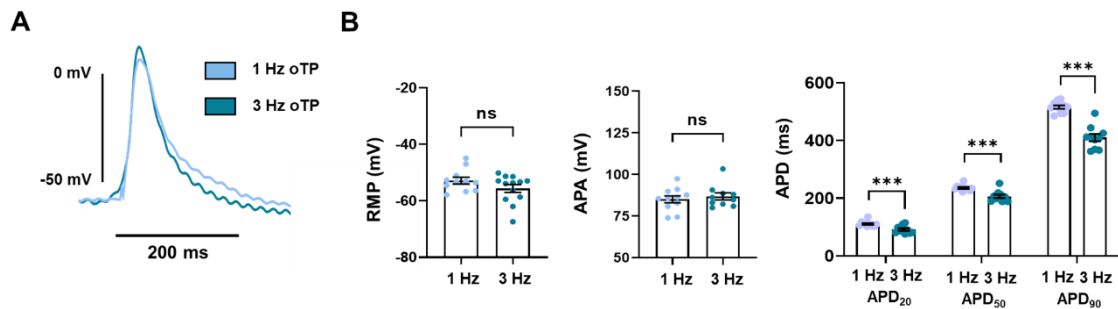 A
0 mV
-50 mV
200 ms
1 Hz oTP
3 Hz oTP
B
RMP (mV)
-20
-40
-60
-80
ns
1 Hz 3 Hz
APA (mV)
150
125
100
75
50
ns
1 Hz 3 Hz
APD (ms)
600
400
200
0
***
***
***
1 Hz 3 Hz 1 Hz 3 Hz 1 Hz 3 Hz
APD20 APD50 APD90